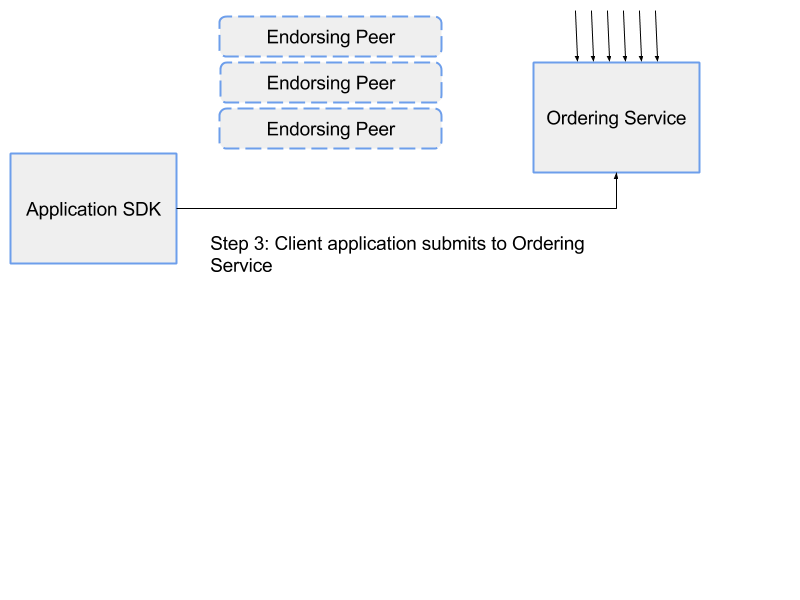 Endorsing Peer
Endorsing Peer
Endorsing Peer
Ordering Service
Application SDK
Step 3: Client application submits to Ordering
Service